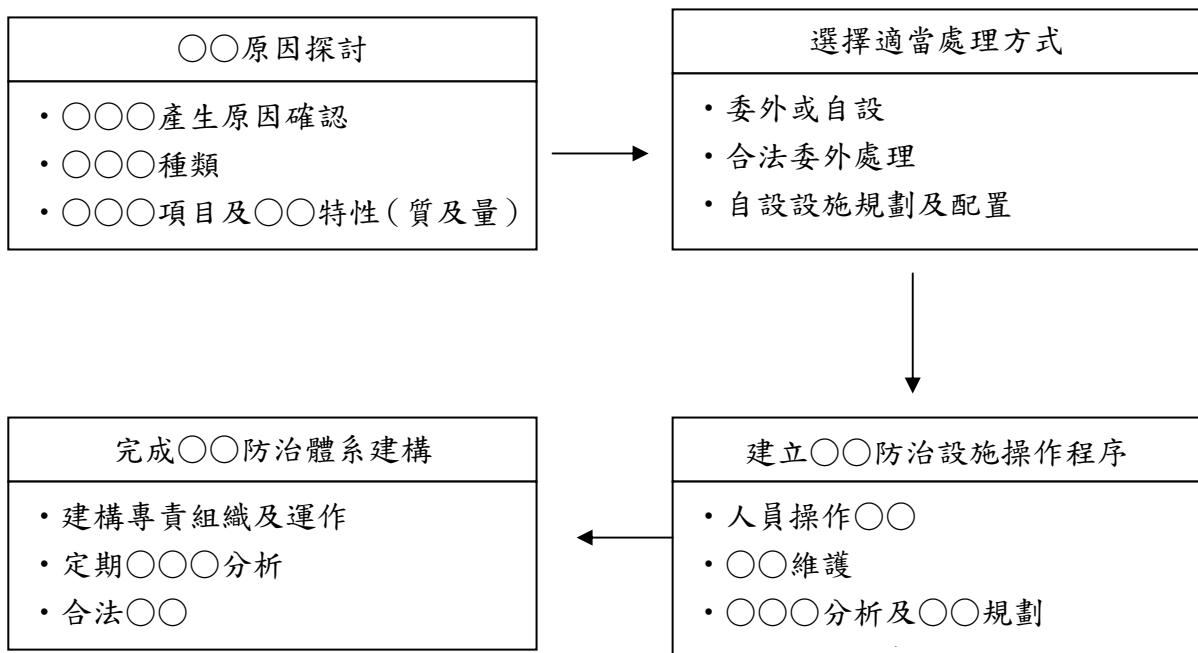 ○○原因探討
・○○○產生原因確認
・○○○種類
・○○○項目及○○特性（質及量）
選擇適當處理方式
・委外或自設
・合法委外處理
・自設設施規劃及配置
建立○○防治設施操作程序
・人員操作○○
・○○維護
・○○○分析及○○規劃
完成○○防治體系建構
・建構專責組織及運作
・定期○○○分析
・合法○○